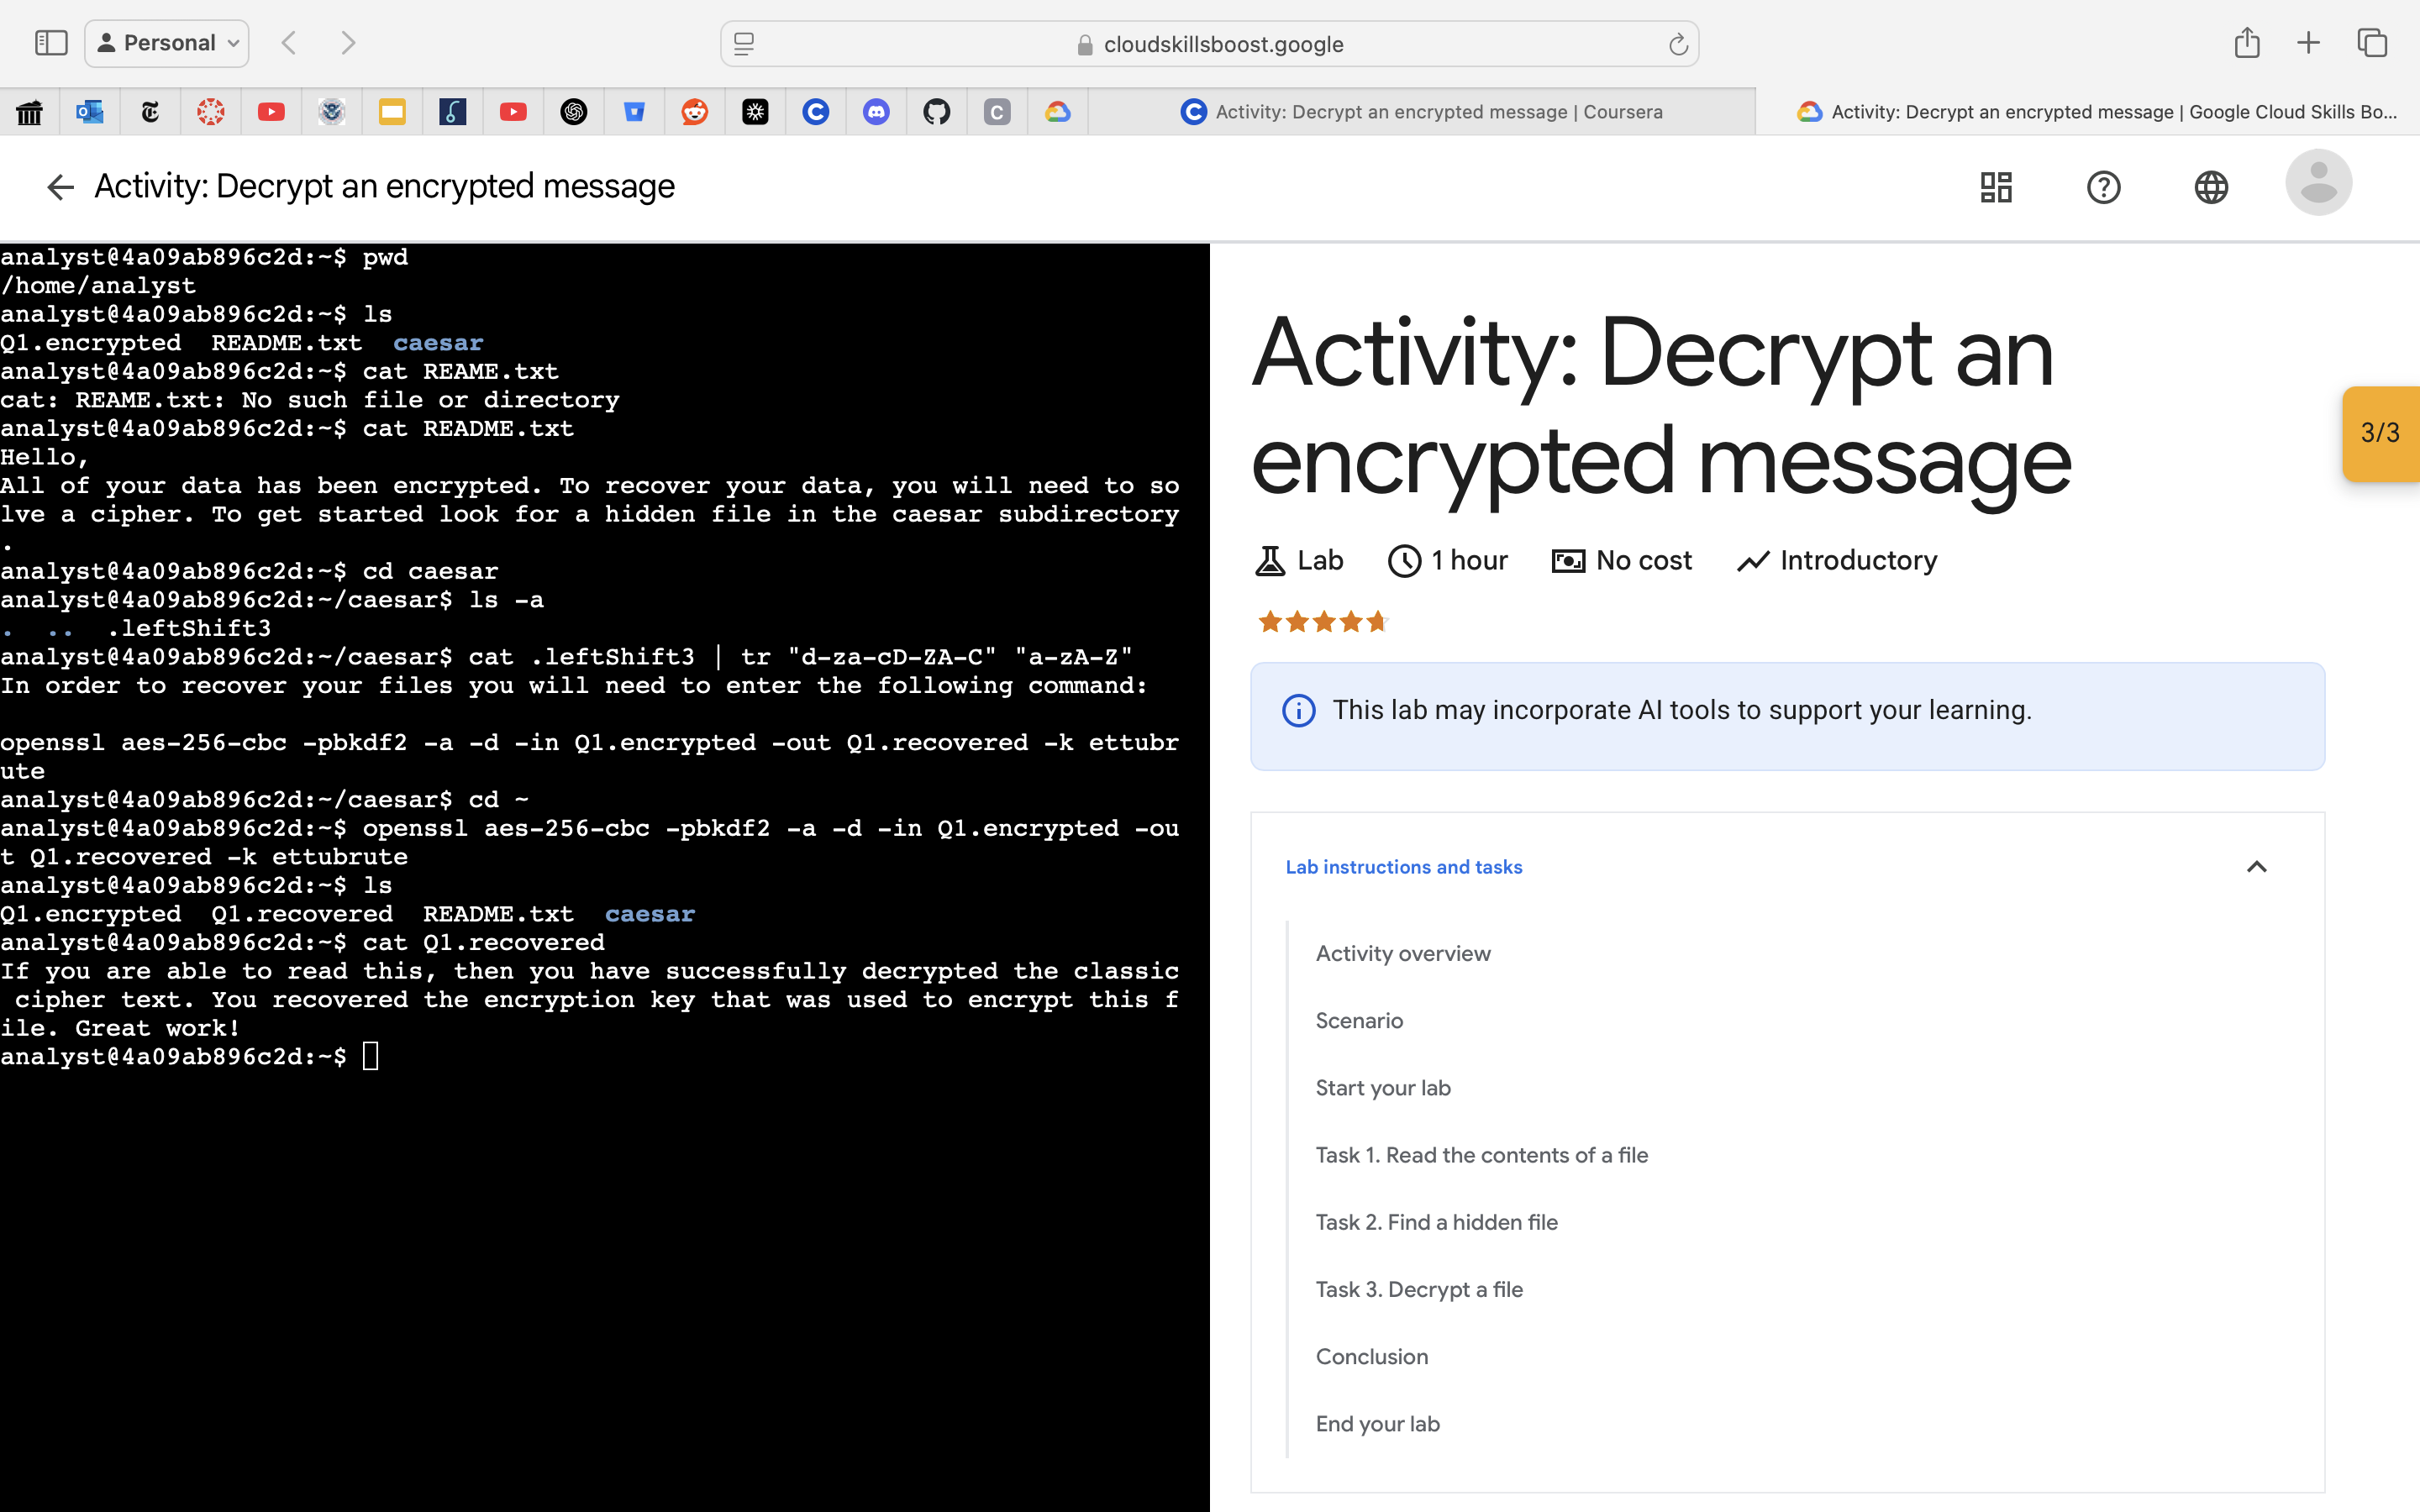 Personal
cloudskillsboost.google
Activity: Decrypt an encrypted message | Coursera
Activity: Decrypt an encrypted message | Google Cloud Skills Bo...
Activity: Decrypt an encrypted message
analyst@4a09ab896c2d:~$ pwd
/home/analyst
analyst@4a09ab896c2d:~$ ls
Q1.encrypted  README.txt  caesar
analyst@4a09ab896c2d:~$ cat REAME.txt
cat: REAME.txt: No such file or directory
analyst@4a09ab896c2d:~$ cat README.txt
Hello,
All of your data has been encrypted. To recover your data, you will need to so
lve a cipher. To get started look for a hidden file in the caesar subdirectory
.
analyst@4a09ab896c2d:~$ cd caesar
analyst@4a09ab896c2d:~/caesar$ ls -a
.  ..  .leftShift3
analyst@4a09ab896c2d:~/caesar$ cat .leftShift3 | tr "d-za-cD-ZA-C" "a-zA-Z"
In order to recover your files you will need to enter the following command:
openssl aes-256-cbc -pbkdf2 -a -d -in Q1.encrypted -out Q1.recovered -k ettubr
ute
analyst@4a09ab896c2d:~/caesar$ cd ~
analyst@4a09ab896c2d:~$ openssl aes-256-cbc -pbkdf2 -a -d -in Q1.encrypted -ou
t Q1.recovered -k ettubrute
analyst@4a09ab896c2d:~$ ls
Q1.encrypted  Q1.recovered  README.txt  caesar
analyst@4a09ab896c2d:~$ cat Q1.recovered
If you are able to read this, then you have successfully decrypted the classic
 cipher text. You recovered the encryption key that was used to encrypt this f
ile. Great work!
analyst@4a09ab896c2d:~$
Activity: Decrypt an
encrypted message
3/3
Lab 1 hour No cost Introductory
This lab may incorporate AI tools to support your learning.
Lab instructions and tasks
Activity overview
Scenario
Start your lab
Task 1. Read the contents of a file
Task 2. Find a hidden file
Task 3. Decrypt a file
Conclusion
End your lab